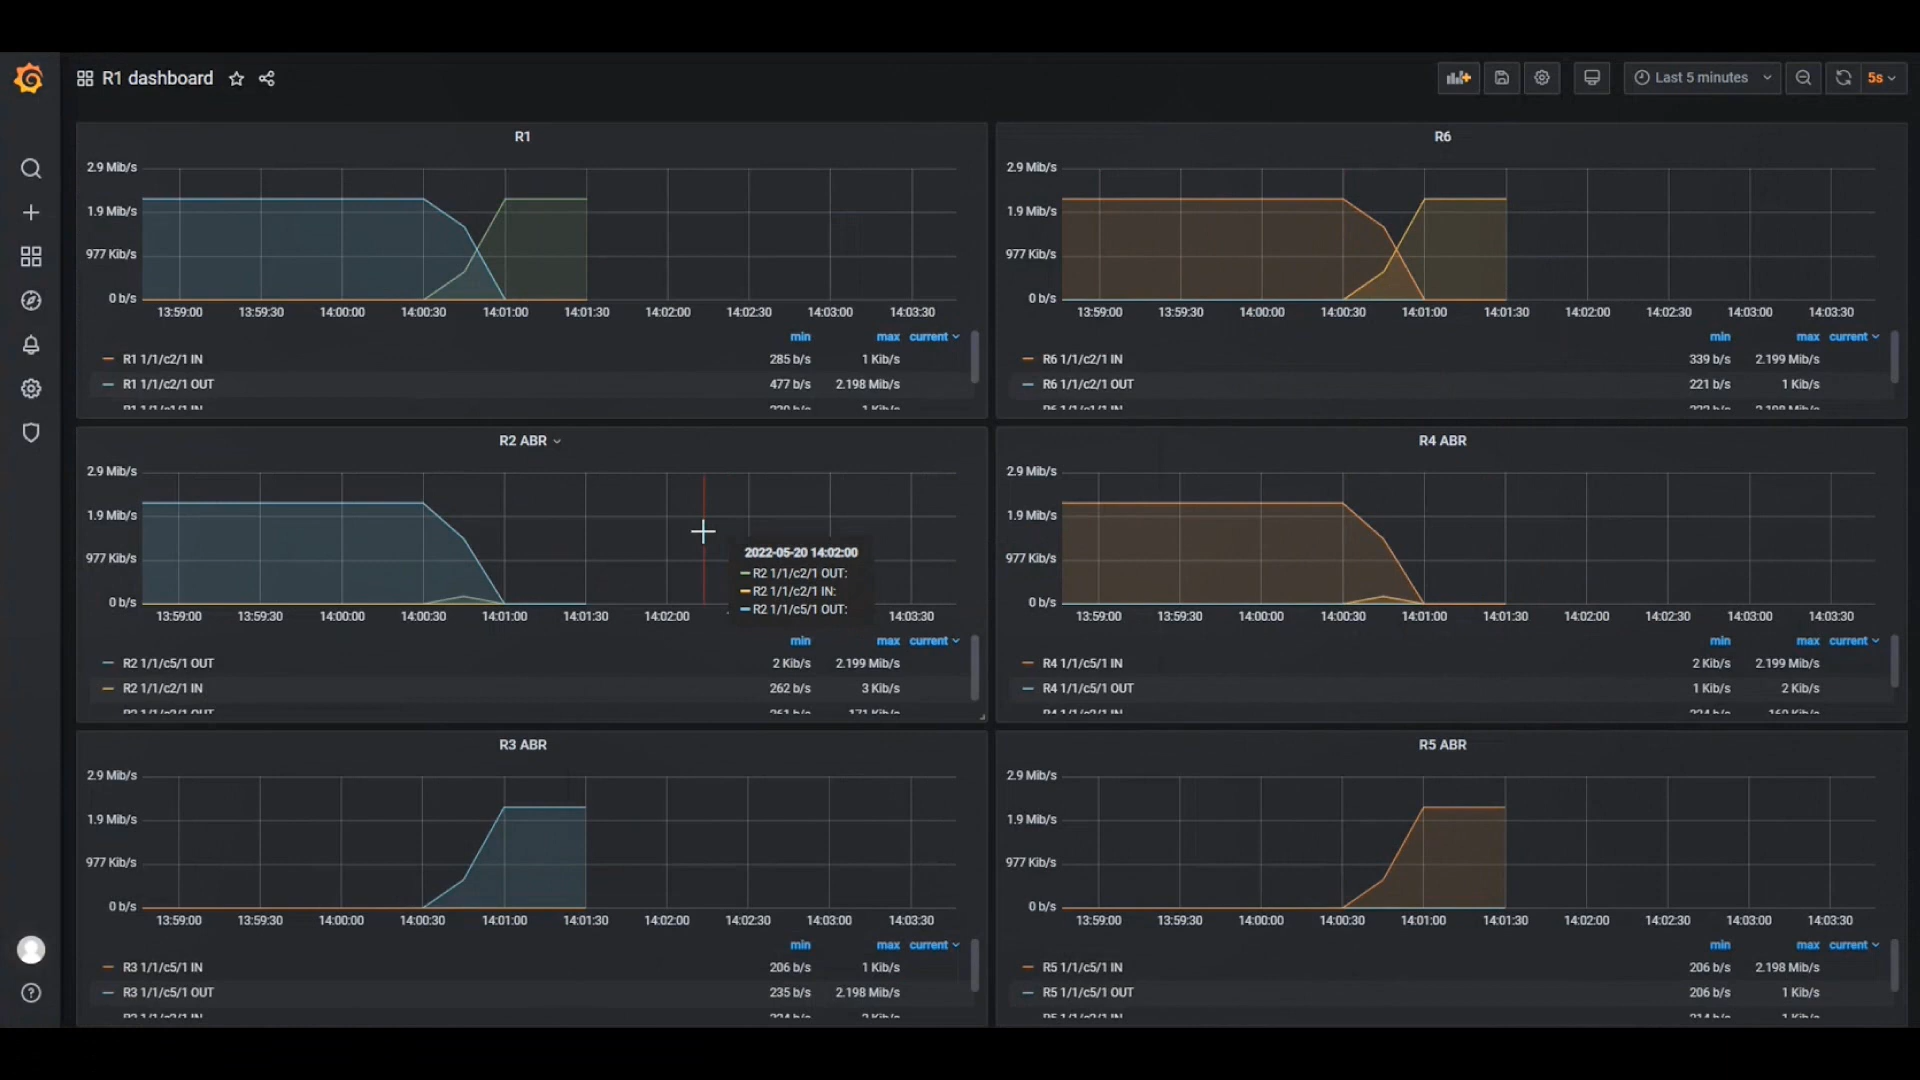 R1 dashboard
Last 5 minutes
5s
R1
2.9 Mib/s
1.9 Mib/s
977 Kib/s
0 b/s
13:59:00 13:59:30 14:00:00 14:00:30 14:01:00 14:01:30 14:02:00 14:02:30 14:03:00 14:03:30
min max current
R1 1/1/c2/1 IN 285 b/s 1 Kib/s
R1 1/1/c2/1 OUT 477 b/s 2.198 Mib/s
R6
2.9 Mib/s
1.9 Mib/s
977 Kib/s
0 b/s
13:59:00 13:59:30 14:00:00 14:00:30 14:01:00 14:01:30 14:02:00 14:02:30 14:03:00 14:03:30
min max current
R6 1/1/c2/1 IN 339 b/s 2.199 Mib/s
R6 1/1/c2/1 OUT 221 b/s 1 Kib/s
R2 ABR
2.9 Mib/s
1.9 Mib/s
977 Kib/s
0 b/s
2022-05-20 14:02:00
R2 1/1/c2/1 OUT:
R2 1/1/c2/1 IN:
R2 1/1/c5/1 OUT:
13:59:00 13:59:30 14:00:00 14:00:30 14:01:00 14:01:30 14:02:00 14:03:30
min max current
R2 1/1/c5/1 OUT 2 Kib/s 2.199 Mib/s
R2 1/1/c2/1 IN 262 b/s 3 Kib/s
R4 ABR
2.9 Mib/s
1.9 Mib/s
977 Kib/s
0 b/s
13:59:00 13:59:30 14:00:00 14:00:30 14:01:00 14:01:30 14:02:00 14:02:30 14:03:00 14:03:30
min max current
R4 1/1/c5/1 IN 2 Kib/s 2.199 Mib/s
R4 1/1/c5/1 OUT 1 Kib/s 2 Kib/s
R3 ABR
2.9 Mib/s
1.9 Mib/s
977 Kib/s
0 b/s
13:59:00 13:59:30 14:00:00 14:00:30 14:01:00 14:01:30 14:02:00 14:02:30 14:03:00 14:03:30
min max current
R3 1/1/c5/1 IN 206 b/s 1 Kib/s
R3 1/1/c5/1 OUT 235 b/s 2.198 Mib/s
R5 ABR
2.9 Mib/s
1.9 Mib/s
977 Kib/s
0 b/s
13:59:00 13:59:30 14:00:00 14:00:30 14:01:00 14:01:30 14:02:00 14:02:30 14:03:00 14:03:30
min max current
R5 1/1/c5/1 IN 206 b/s 2.198 Mib/s
R5 1/1/c5/1 OUT 206 b/s 1 Kib/s